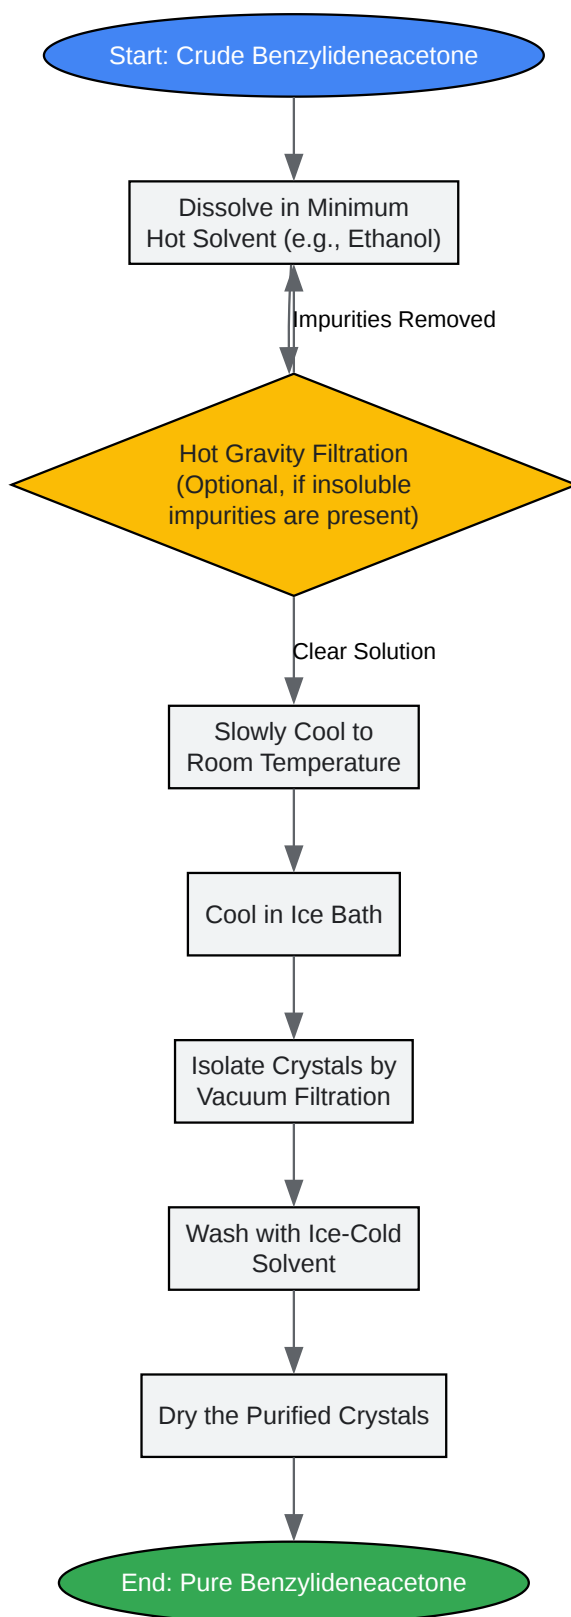 Start: Crude Benzylideneacetone
Dissolve in Minimum
Hot Solvent (e.g., Ethanol)
Impurities Removed
Hot Gravity Filtration
(Optional, if insoluble
impurities are present)
Clear Solution
Slowly Cool to
Room Temperature
Cool in Ice Bath
Isolate Crystals by
Vacuum Filtration
Wash with Ice-Cold
Solvent
Dry the Purified Crystals
End: Pure Benzylideneacetone